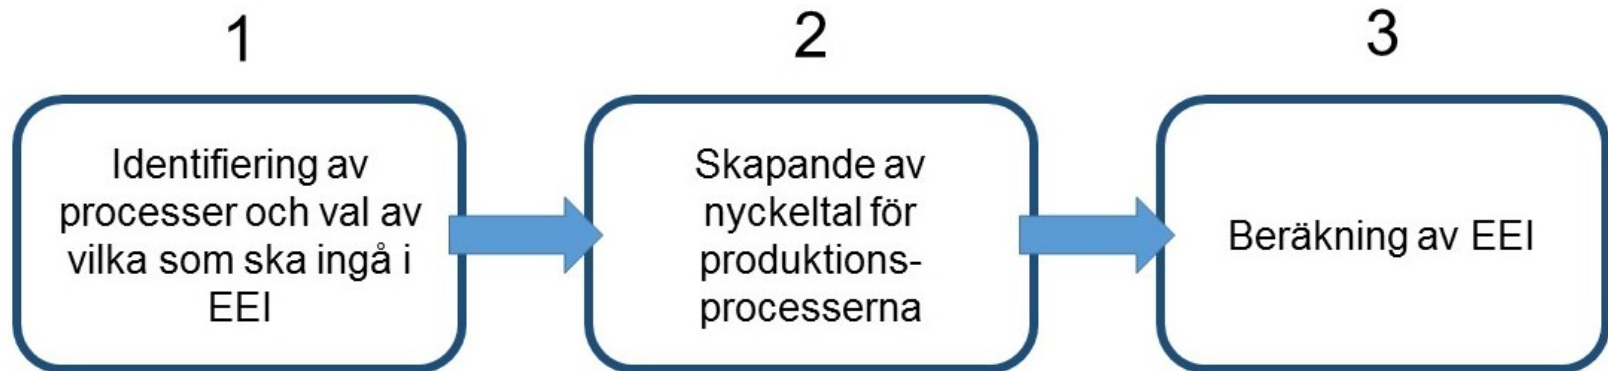 1
2
3
Identifiering av
processer och val av
vilka som ska ingå i
EEI
Skapande av
nyckeltal för
produktions-
processerna
Beräkning av EEI